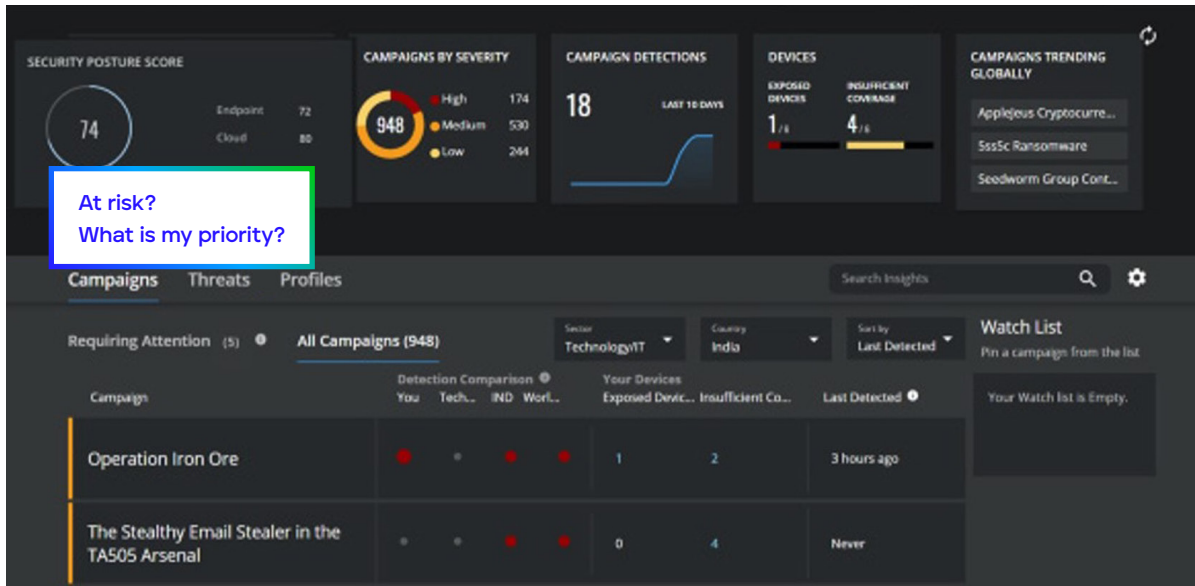 SECURITY POSTURE SCORE
74
Endpoint 72
Cloud 80
CAMPAIGNS BY SEVERITY
948
High 174
Medium 530
Low 244
CAMPAIGN DETECTIONS
18 LAST 10 DAYS
DEVICES
EXPOSED DEVICES
1/6
INSUFFICIENT COVERAGE
4/6
CAMPAIGNS TRENDING
GLOBALLY
AppleJeus Cryptocurre...
5ss5c Ransomware
Seedworm Group Cont...
At risk?
What is my priority?
Campaigns Threats Profiles
Search Insights
Requiring Attention (5) All Campaigns (948)
Sector
Technology/IT
Country
India
Sort by
Last Detected
Watch List
Pin a campaign from the list
Your Watch list is Empty.
Detection Comparison Your Devices
Campaign You Tech... IND Worl... Exposed Devic... Insufficient Co... Last Detected
Operation Iron Ore 1 2 3 hours ago
The Stealthy Email Stealer in the
TA505 Arsenal 0 4 Never